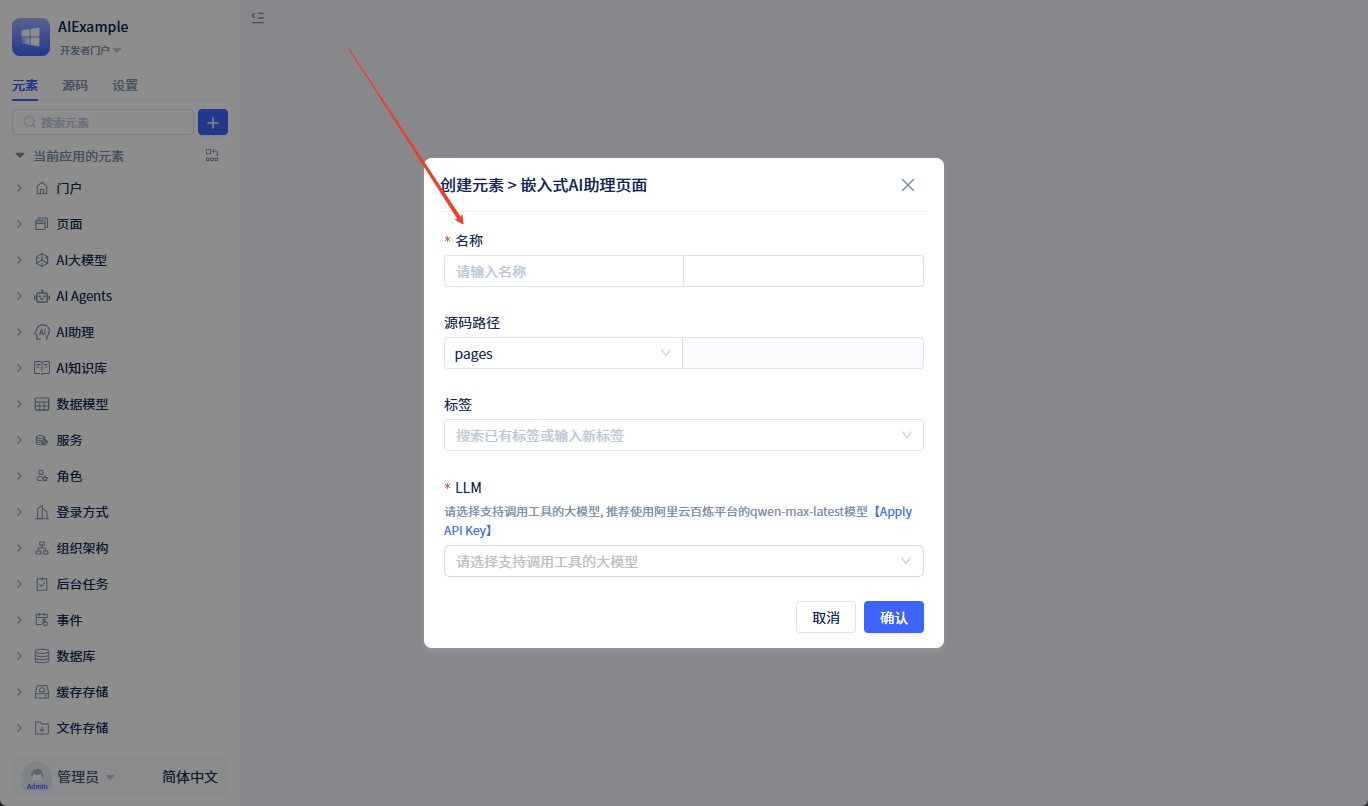 AIExample
开发者门户
元素 源码 设置
搜索元素
当前应用的元素
门户
页面
AI大模型
AI Agents
AI助理
AI知识库
数据模型
服务
角色
登录方式
组织架构
后台任务
事件
数据库
缓存存储
文件存储
Admin
管理员
简体中文
创建元素 > 嵌入式AI助理页面
* 名称
请输入名称
源码路径
pages
标签
搜索已有标签或输入新标签
* LLM
请选择支持调用工具的大模型, 推荐使用阿里云百炼平台的qwen-max-latest模型【Apply
API Key】
请选择支持调用工具的大模型
取消 确认